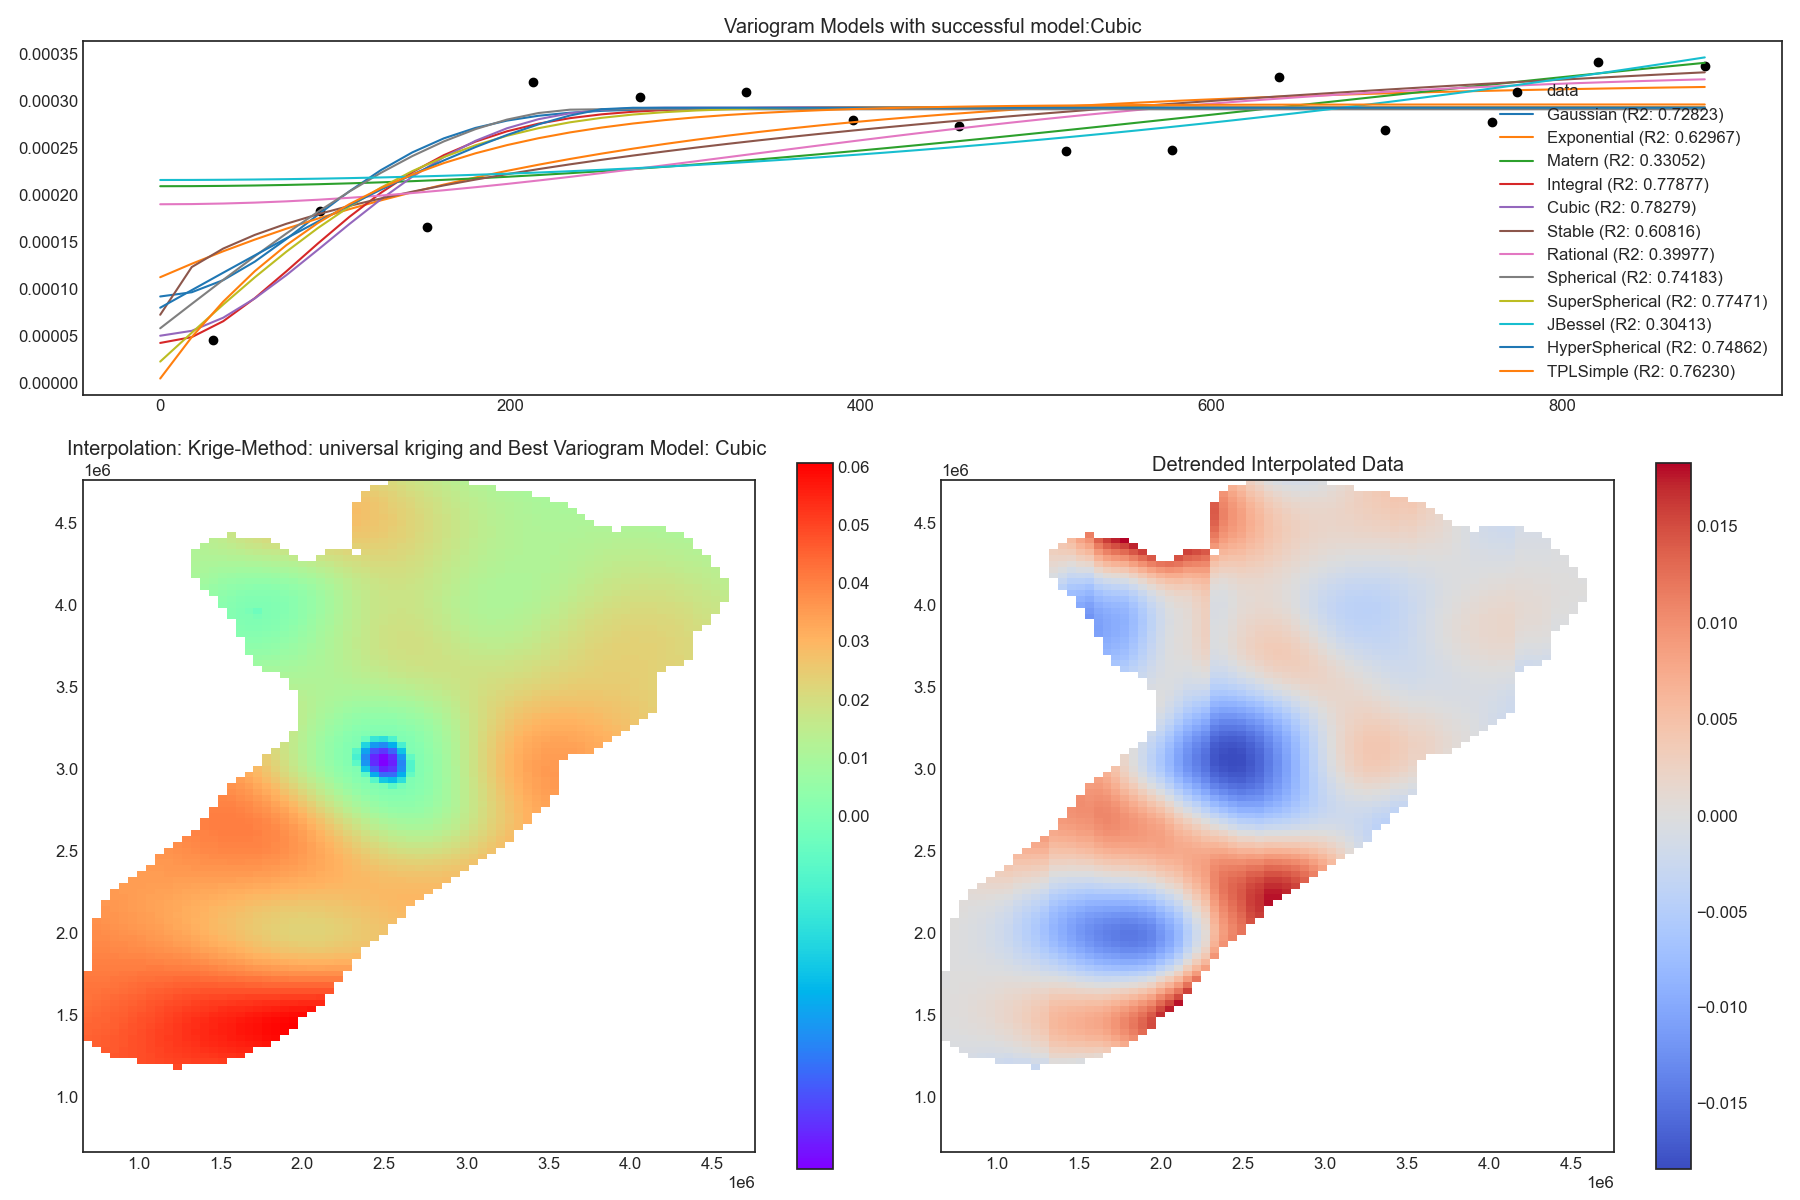 Variogram Models with successful model:Cubic
0.00035
0.00030
0.00025
0.00020
0.00015
0.00010
0.00005
0.00000
0
200
400
600
800
data
Gaussian (R2: 0.72823)
Exponential (R2: 0.62967)
Matern (R2: 0.33052)
Integral (R2: 0.77877)
Cubic (R2: 0.78279)
Stable (R2: 0.60816)
Rational (R2: 0.39977)
Spherical (R2: 0.74183)
SuperSpherical (R2: 0.77471)
JBessel (R2: 0.30413)
HyperSpherical (R2: 0.74862)
TPLSimple (R2: 0.76230)
Interpolation: Krige-Method: universal kriging and Best Variogram Model: Cubic
1e6
4.5
4.0
3.5
3.0
2.5
2.0
1.5
1.0
1.0
1.5
2.0
2.5
3.0
3.5
4.0
4.5
1e6
0.06
0.05
0.04
0.03
0.02
0.01
0.00
Detrended Interpolated Data
1e6
4.5
4.0
3.5
3.0
2.5
2.0
1.5
1.0
1.0
1.5
2.0
2.5
3.0
3.5
4.0
4.5
1e6
0.015
0.010
0.005
0.000
−0.005
−0.010
−0.015